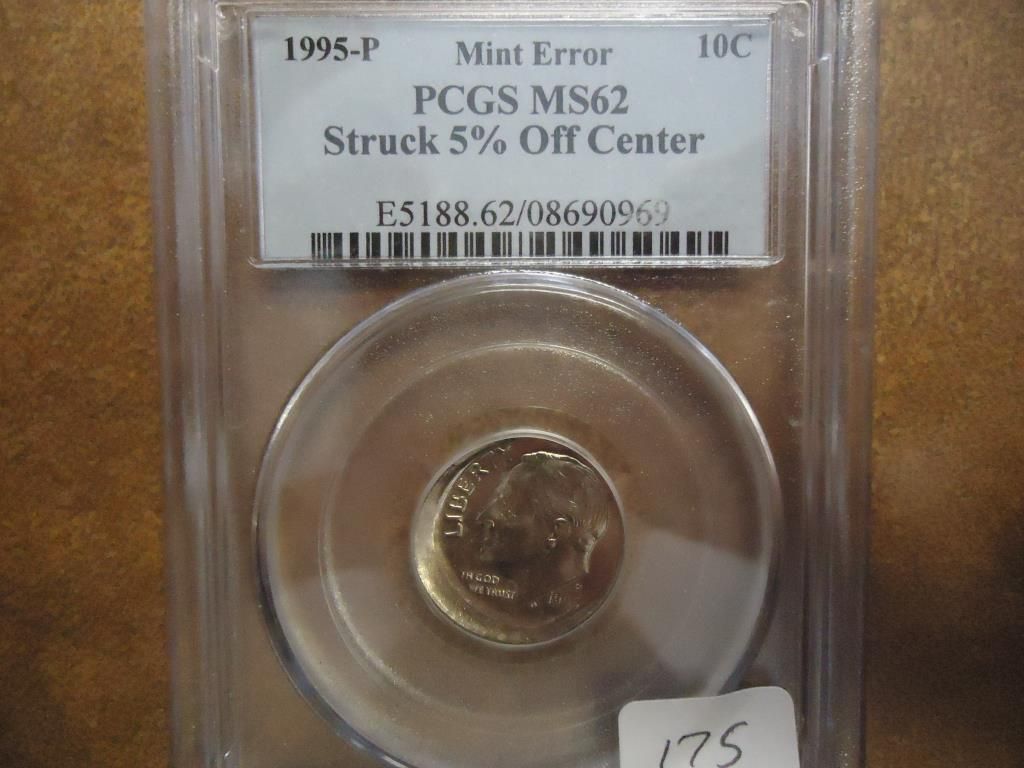 1995-P Mint Error 10C
PCGS MS62
Struck 5% Off Center
E5188.62/08690969
LIBERTY
IN GOD
WE TRUST
19
175